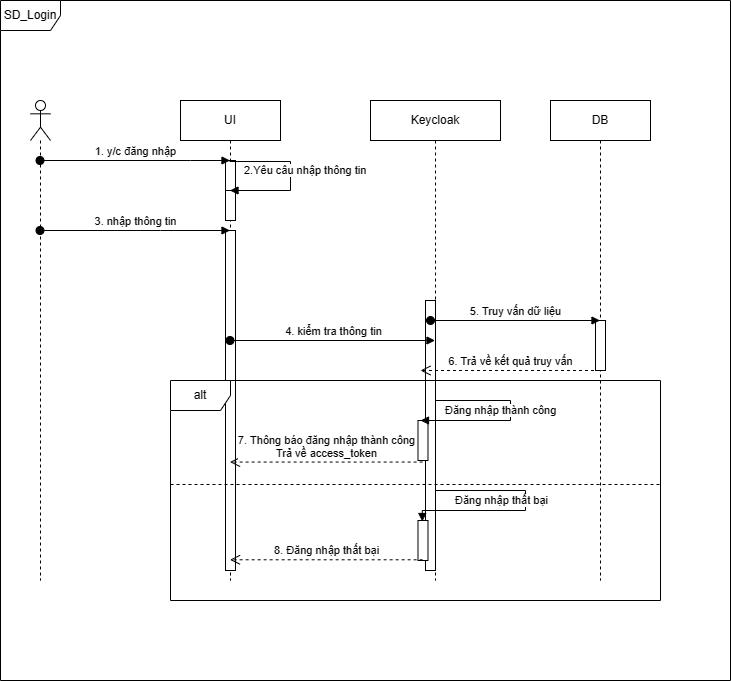 SD_Login
UI
Keycloak
DB
1. y/c đăng nhập
2.Yêu cầu nhập thông tin
3. nhập thông tin
5. Truy vấn dữ liệu
4. kiểm tra thông tin
6. Trả về kết quả truy vấn
alt
Đăng nhập thành công
7. Thông báo đăng nhập thành công
Trả về access_token
Đăng nhập thất bại
8. Đăng nhập thất bại